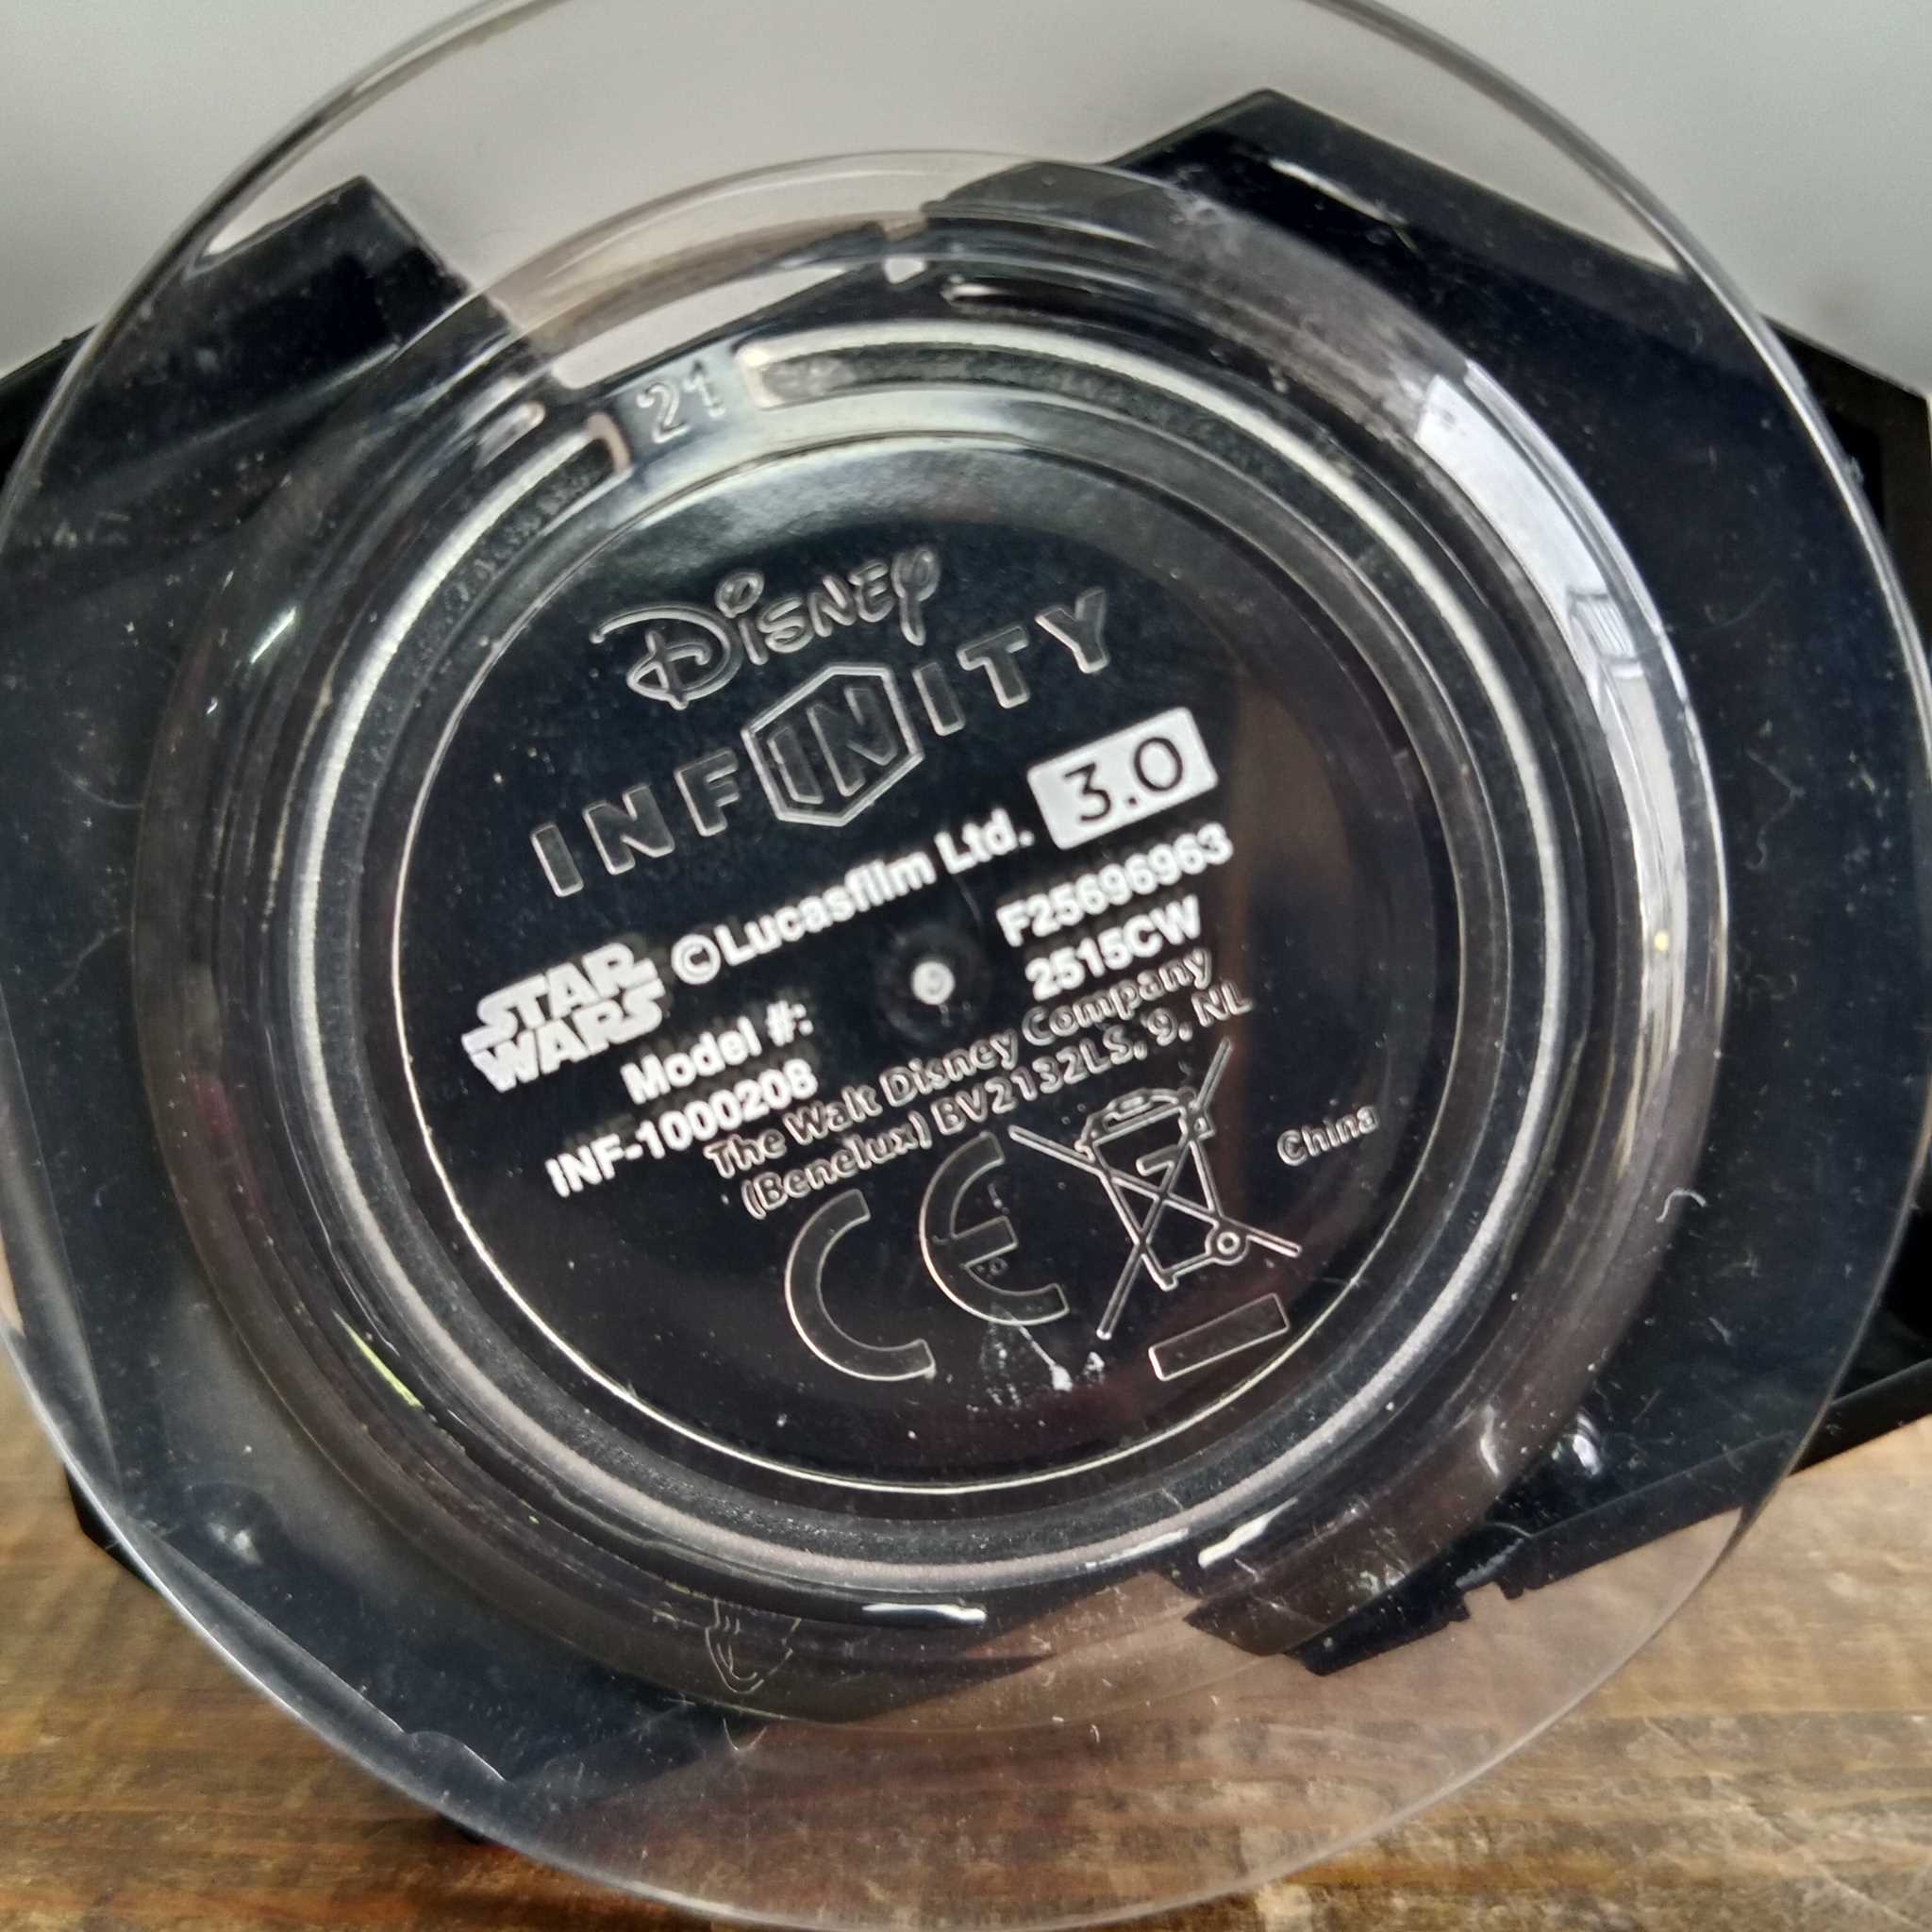 21
Disney
INFINITY
3.0
STAR WARS ©Lucasfilm Ltd.
Model #:
INF-1000208
F25696963
2515CW
The Walt Disney Company
(Benelux) BV2132LS, 9, NL
CE
China